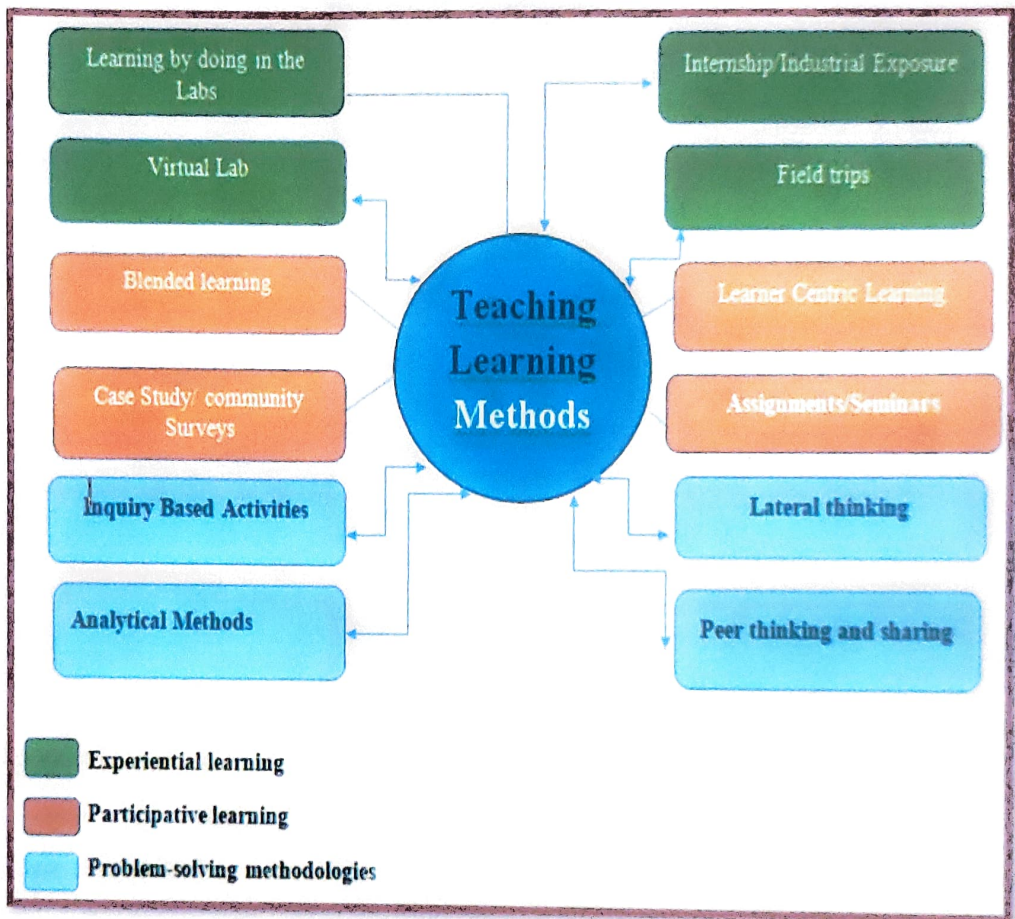 Learning by doing in the
Labs
Virtual Lab
Blended learning
Case Study/ community
Surveys
Inquiry Based Activities
Analytical Methods
Teaching
Learning
Methods
Internship/Industrial Exposure
Field trips
Learner Centric Learning
Assignments/Seminars
Lateral thinking
Peer thinking and sharing
Experiential learning
Participative learning
Problem-solving methodologies